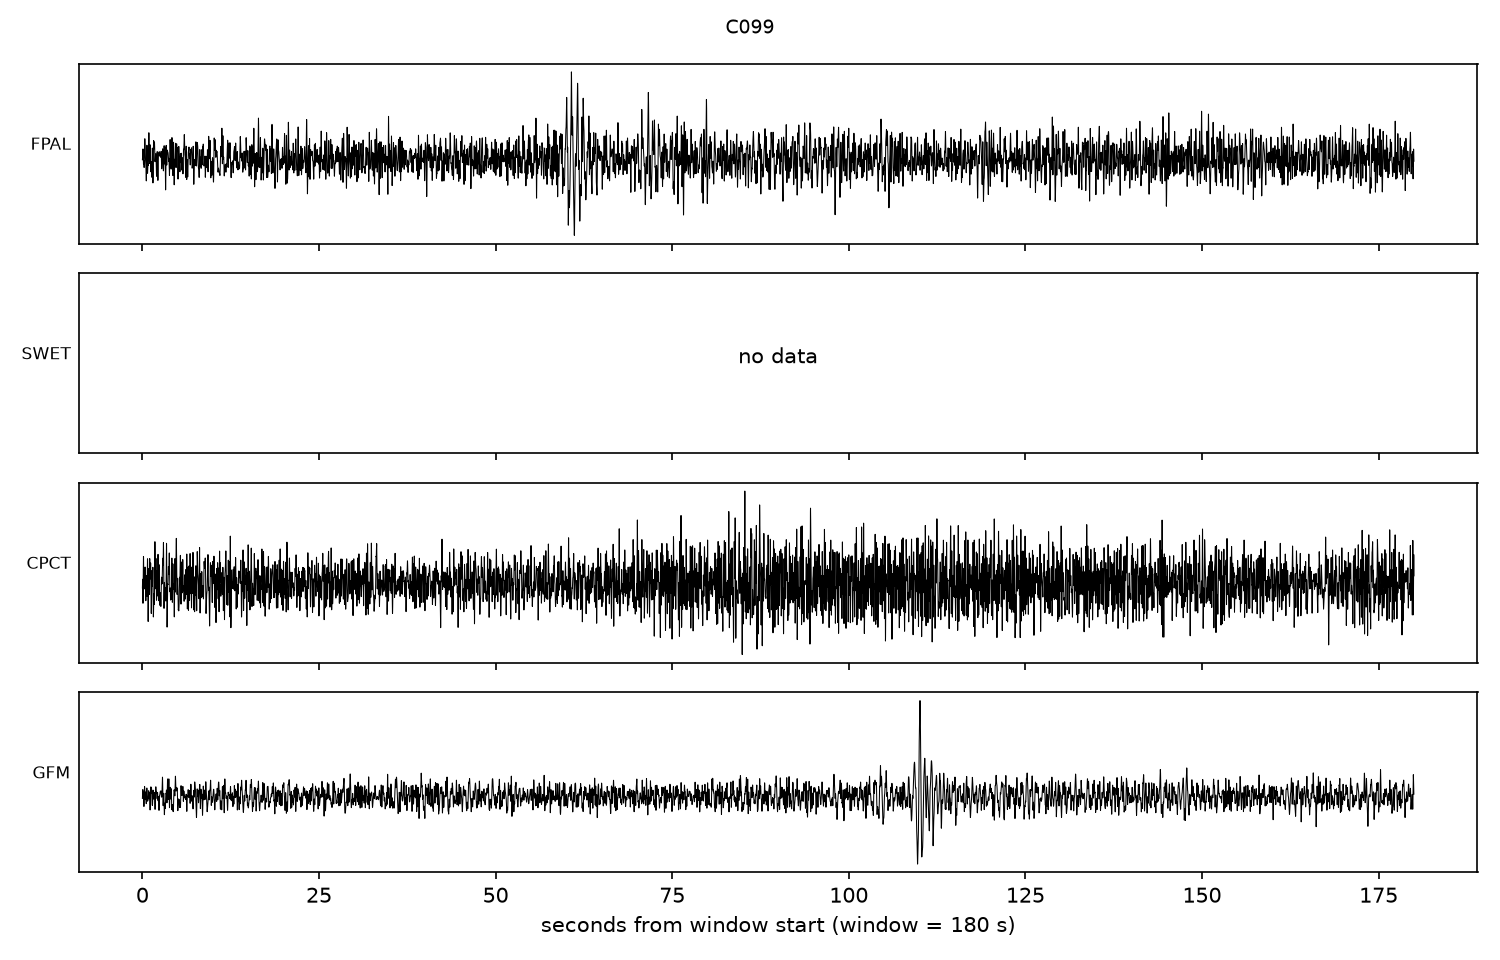 C099
FPAL
SWET
no data
CPCT
GFM
0 25 50 75 100 125 150 175
seconds from window start (window = 180 s)